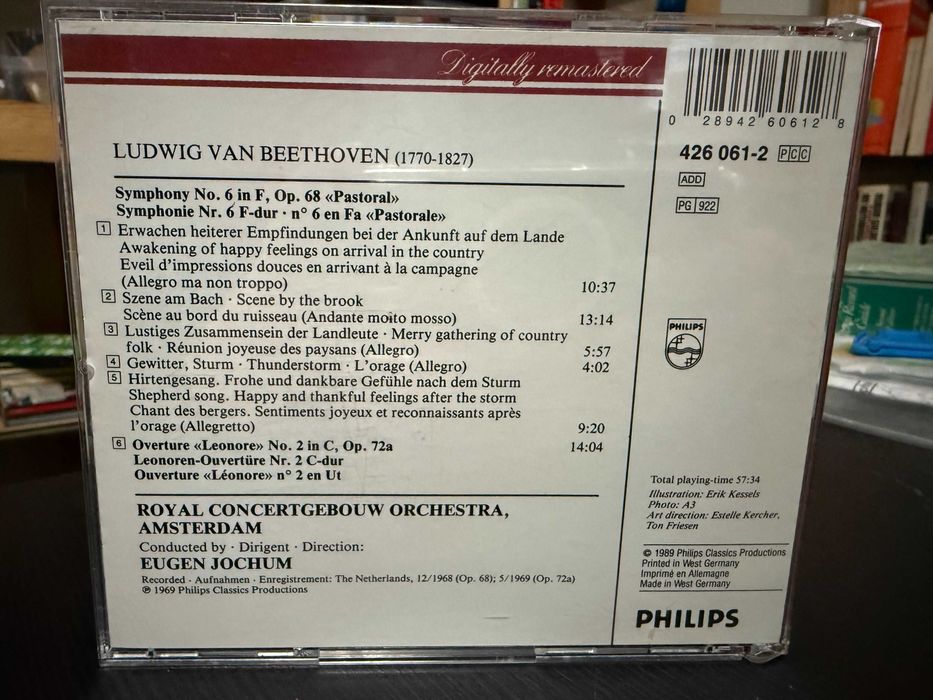 Digitally remastered
0 28942 60612 8
426 061-2 PCC
ADD
PG 922
LUDWIG VAN BEETHOVEN (1770-1827)
Symphony No. 6 in F, Op. 68 «Pastoral»
Symphonie Nr. 6 F-dur · n° 6 en Fa «Pastorale»
1 Erwachen heiterer Empfindungen bei der Ankunft auf dem Lande
Awakening of happy feelings on arrival in the country
Eveil d'impressions douces en arrivant à la campagne
(Allegro ma non troppo) 10:37
2 Szene am Bach · Scene by the brook
Scène au bord du ruisseau (Andante moito mosso) 13:14
3 Lustiges Zusammensein der Landleute · Merry gathering of country
folk · Réunion joyeuse des paysans (Allegro) 5:57
4 Gewitter, Sturm · Thunderstorm · L'orage (Allegro) 4:02
5 Hirtengesang. Frohe und dankbare Gefühle nach dem Sturm
Shepherd song. Happy and thankful feelings after the storm
Chant des bergers. Sentiments joyeux et reconnaissants après
l'orage (Allegretto) 9:20
6 Overture «Leonore» No. 2 in C, Op. 72a 14:04
Leonoren-Ouvertüre Nr. 2 C-dur
Ouverture «Léonore» n° 2 en Ut
ROYAL CONCERTGEBOUW ORCHESTRA,
AMSTERDAM
Conducted by · Dirigent · Direction:
EUGEN JOCHUM
Recorded · Aufnahmen · Enregistrement: The Netherlands, 12/1968 (Op. 68); 5/1969 (Op. 72a)
℗ 1969 Philips Classics Productions
PHILIPS
Total playing-time 57:34
Illustration: Erik Kessels
Photo: A3
Art direction: Estelle Kercher,
Ton Friesen
© 1989 Philips Classics Productions
Printed in West Germany
Imprimé en Allemagne
Made in West Germany
PHILIPS